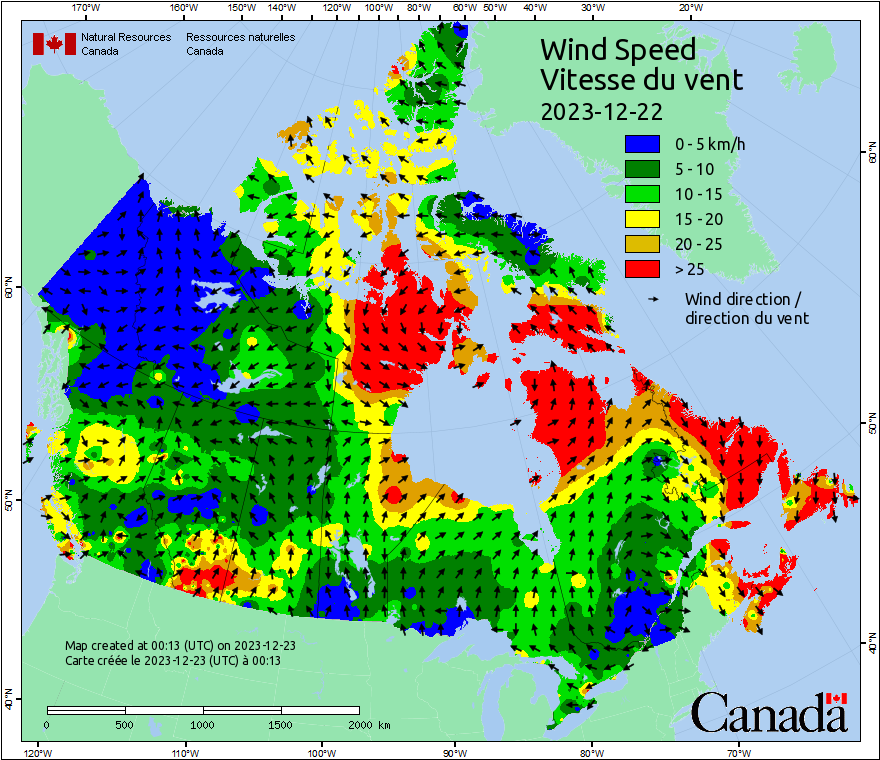 170°W 160°W 150°W 140°W 130°W 120°W 110°W 100°W 90°W 80°W 70°W 60°W 50°W 40°W 30°W 20°W
Natural Resources Canada
Ressources naturelles Canada
Wind Speed
Vitesse du vent
2023-12-22
0 - 5 km/h
5 - 10
10 - 15
15 - 20
20 - 25
> 25
Wind direction /
direction du vent
60°N
60°N
50°N
50°N
40°N
40°N
Map created at 00:13 (UTC) on 2023-12-23
Carte créée le 2023-12-23 (UTC) à 00:13
0 500 1000 1500 2000 km
Canada
120°W 110°W 100°W 90°W 80°W 70°W